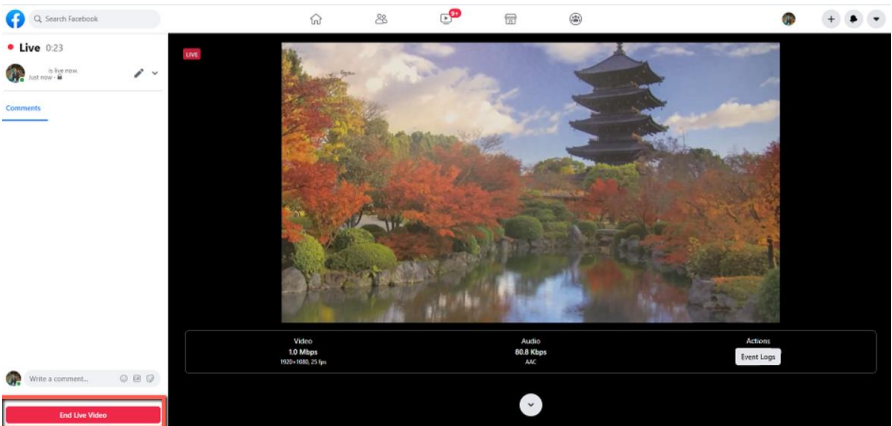 Search Facebook
9+
Live 0:23
is live now.
Just now ·
Comments
Write a comment...
End Live Video
LIVE
Video
1.0 Mbps
1920×1080, 25 fps
Audio
80.8 Kbps
AAC
Actions
Event Logs